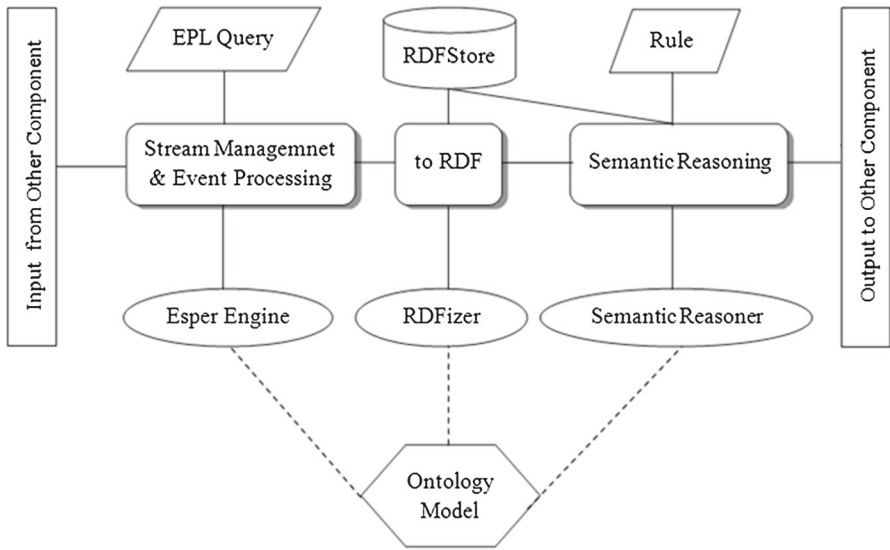 EPL Query
RDFStore
Rule
Input from Other Component
Stream Managemnet
& Event Processing
to RDF
Semantic Reasoning
Output to Other Component
Esper Engine
RDFizer
Semantic Reasoner
Ontology
Model